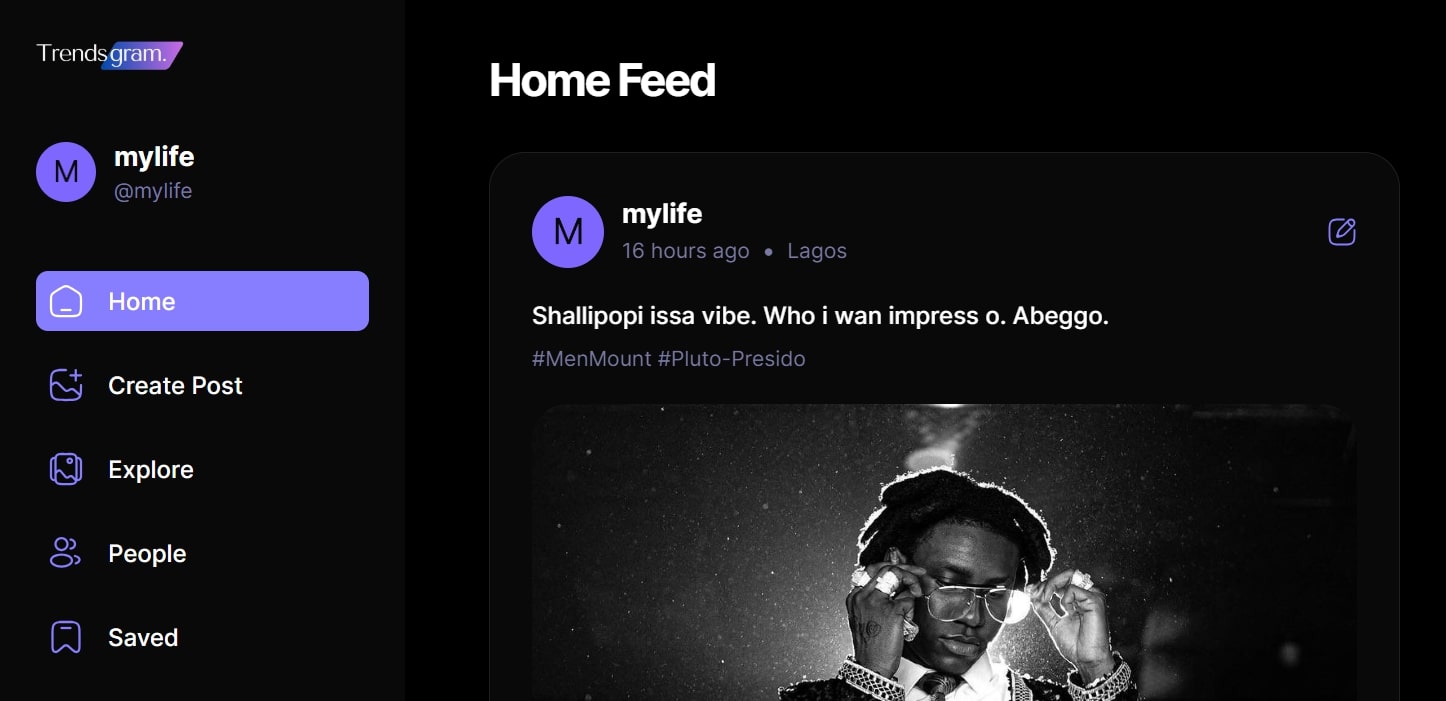 Trendsgram.
M
mylife
@mylife
Home
Create Post
Explore
People
Saved
Home Feed
M
mylife
16 hours ago • Lagos
Shallipopi issa vibe. Who i wan impress o. Abeggo.
#MenMount #Pluto-Presido